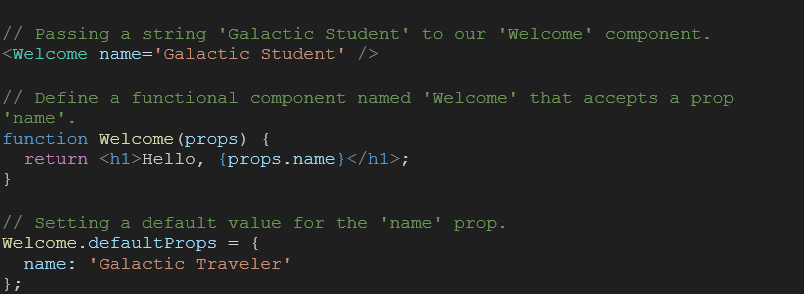 // Passing a string 'Galactic Student' to our 'Welcome' component.
<Welcome name='Galactic Student' />
// Define a functional component named 'Welcome' that accepts a prop
'name'.
function Welcome(props) {
  return <h1>Hello, {props.name}</h1>;
}
// Setting a default value for the 'name' prop.
Welcome.defaultProps = {
  name: 'Galactic Traveler'
};